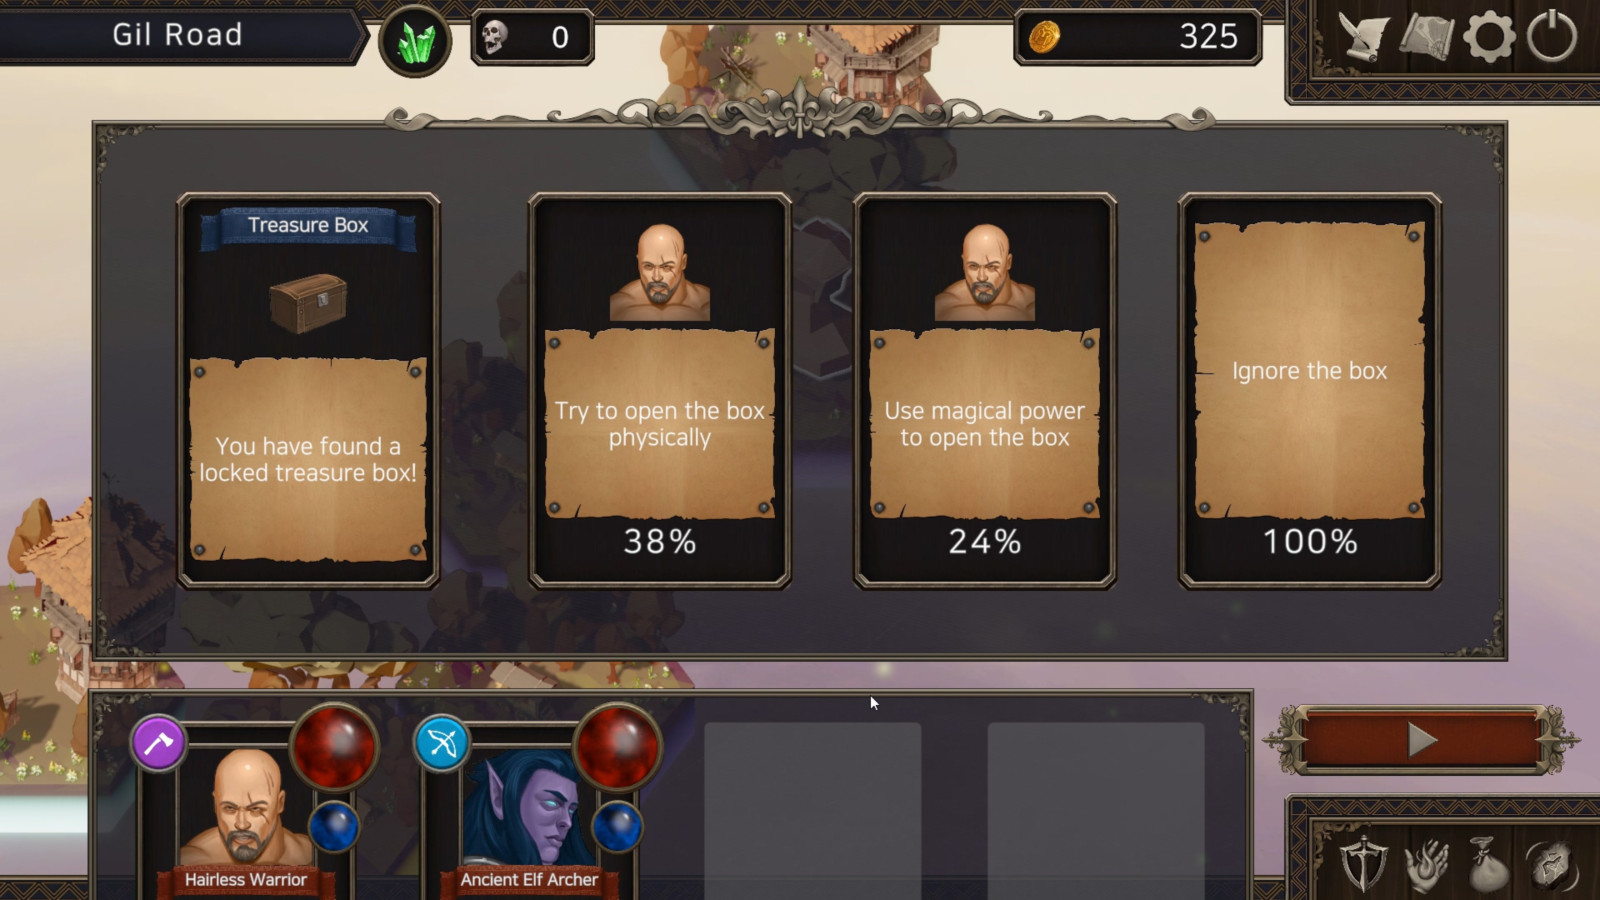 Gil Road
0
325
Treasure Box
You have found a
locked treasure box!
Try to open the box
physically
38%
Use magical power
to open the box
24%
Ignore the box
100%
Hairless Warrior
Ancient Elf Archer